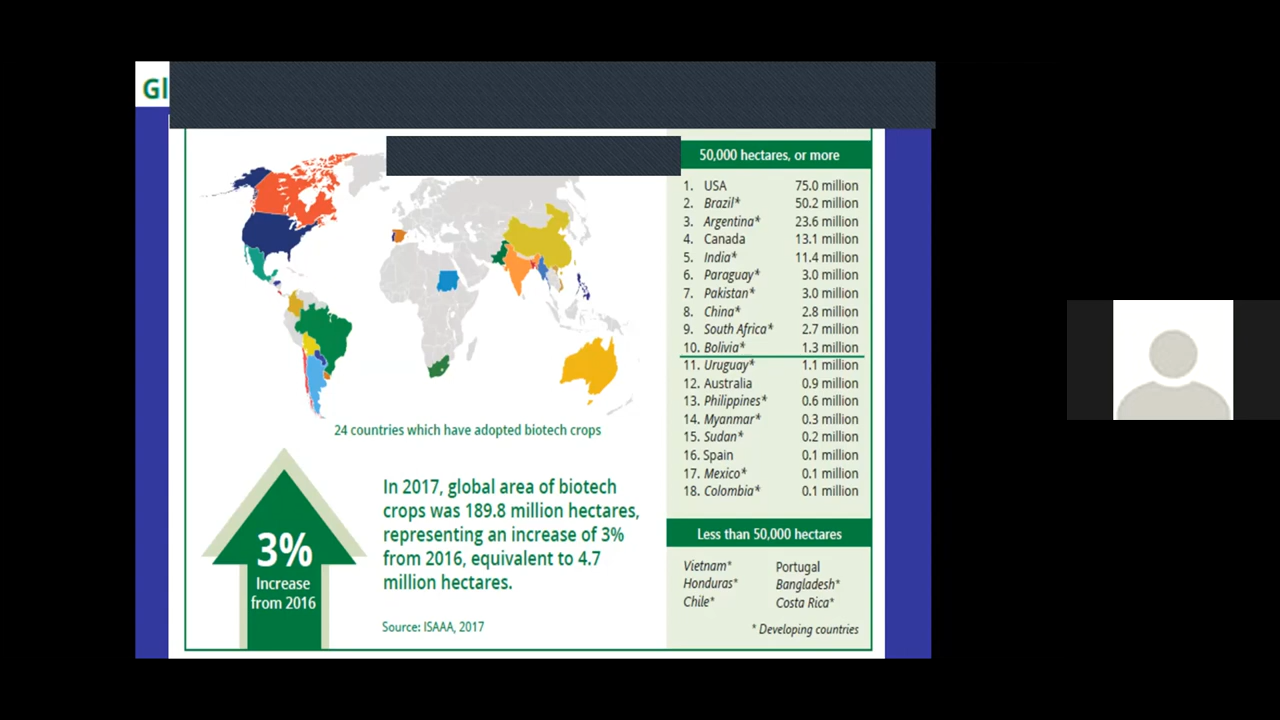 Gl
50,000 hectares, or more
1. USA 75.0 million
2. Brazil* 50.2 million
3. Argentina* 23.6 million
4. Canada 13.1 million
5. India* 11.4 million
6. Paraguay* 3.0 million
7. Pakistan* 3.0 million
8. China* 2.8 million
9. South Africa* 2.7 million
10. Bolivia* 1.3 million
11. Uruguay* 1.1 million
12. Australia 0.9 million
13. Philippines* 0.6 million
14. Myanmar* 0.3 million
15. Sudan* 0.2 million
16. Spain 0.1 million
17. Mexico* 0.1 million
18. Colombia* 0.1 million
24 countries which have adopted biotech crops
3%
Increase
from 2016
In 2017, global area of biotech
crops was 189.8 million hectares,
representing an increase of 3%
from 2016, equivalent to 4.7
million hectares.
Source: ISAAA, 2017
Less than 50,000 hectares
Vietnam* Portugal
Honduras* Bangladesh*
Chile* Costa Rica*
* Developing countries